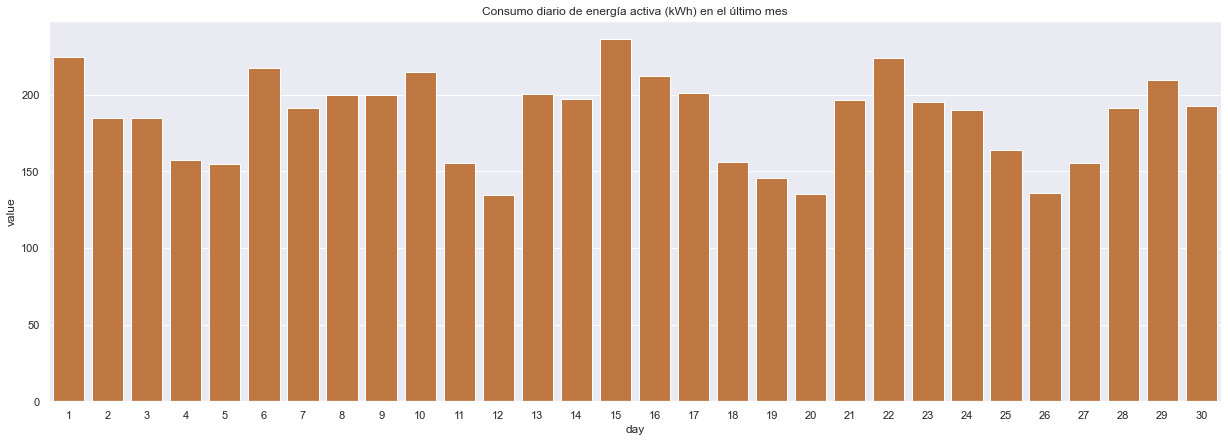 Consumo diario de energía activa (kWh) en el último mes
value
200
150
100
50
0
1 2 3 4 5 6 7 8 9 10 11 12 13 14 15 16 17 18 19 20 21 22 23 24 25 26 27 28 29 30
day